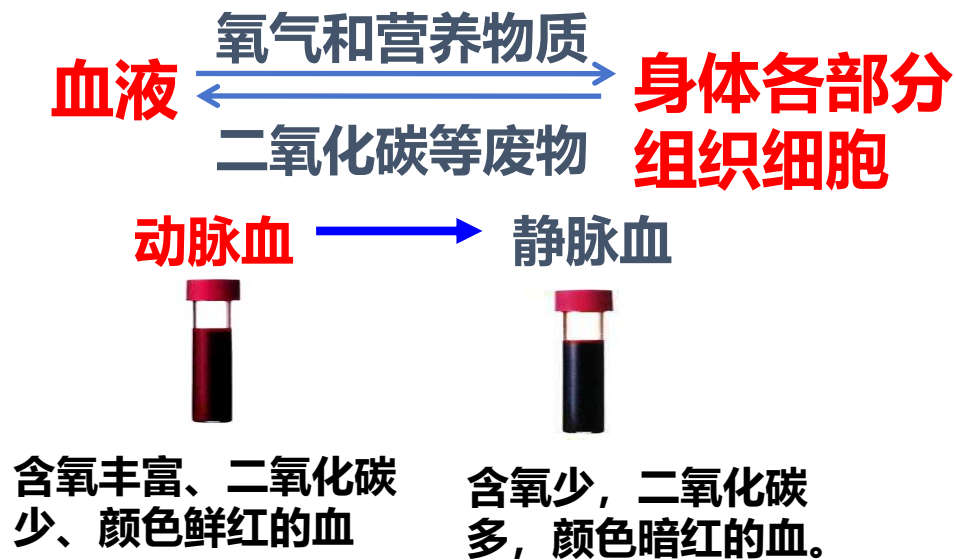 氧气和营养物质
血液
身体各部分
组织细胞
二氧化碳等废物
动脉血
静脉血
含氧丰富、二氧化碳
少、颜色鲜红的血
含氧少，二氧化碳
多，颜色暗红的血。